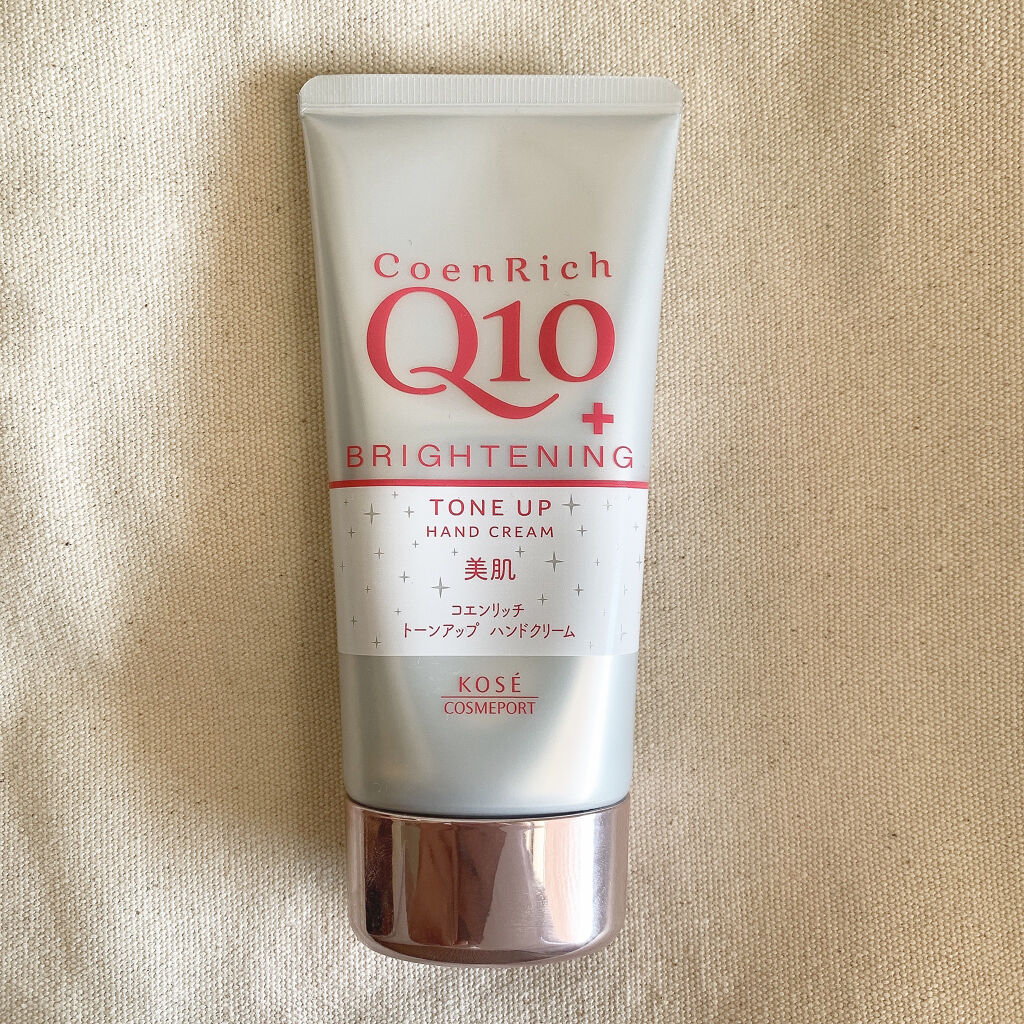 CoenRich
Q10
+
BRIGHTENING
TONE UP
HAND CREAM
美肌
コエンリッチ
トーンアップ ハンドクリーム
KOSÉ
COSMEPORT